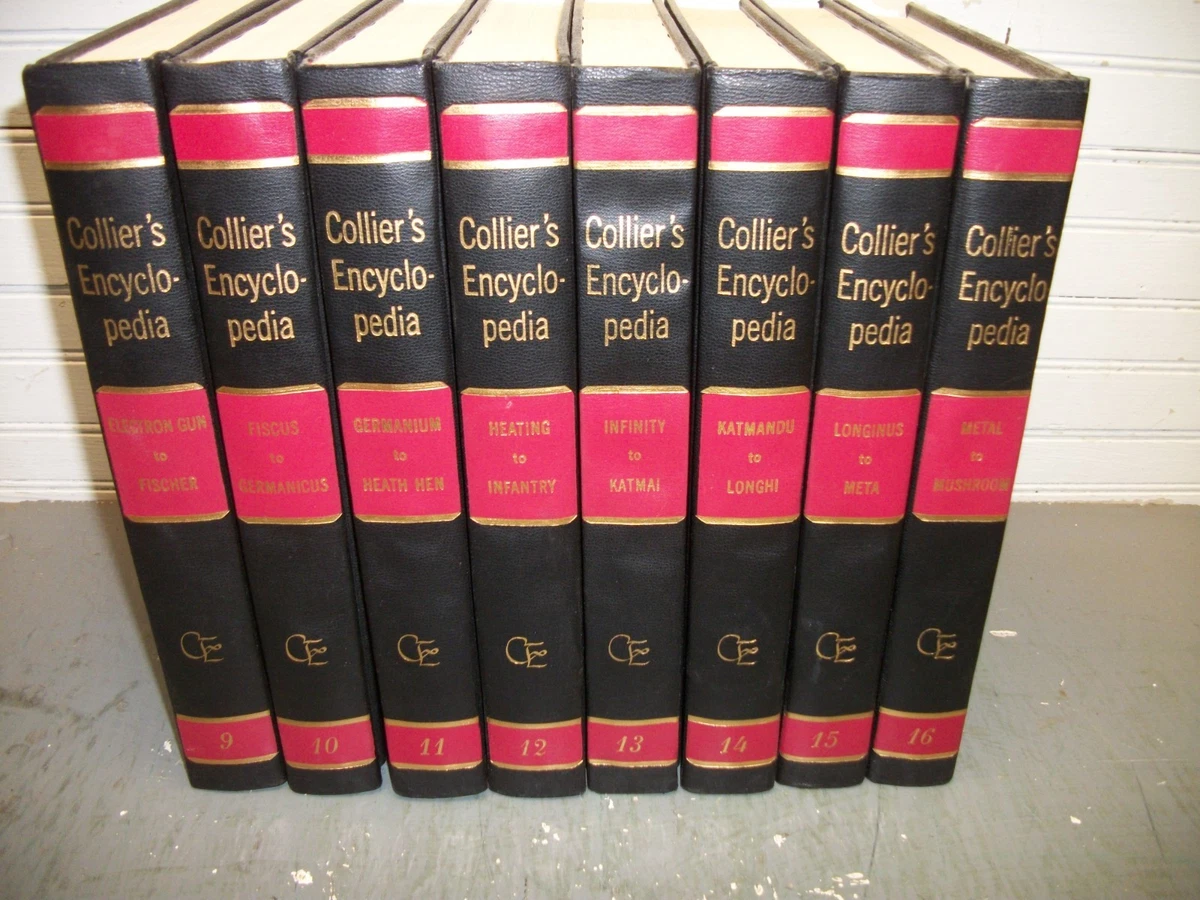 Collier's
Encyclo-
pedia
ELECTRON GUN
to
FISCHER
CE
9
Collier's
Encyclo-
pedia
FISCUS
to
GERMANICUS
CE
10
Collier's
Encyclo-
pedia
GERMANIUM
to
HEATH HEN
CE
11
Collier's
Encyclo-
pedia
HEATING
to
INFANTRY
CE
12
Collier's
Encyclo-
pedia
INFINITY
to
KATMAI
CE
13
Collier's
Encyclo-
pedia
KATMANDU
to
LONGHI
CE
14
Collier's
Encyclo-
pedia
LONGINUS
to
META
CE
15
Collier's
Encyclo
pedia
METAL
to
MUSHROOM
CE
16